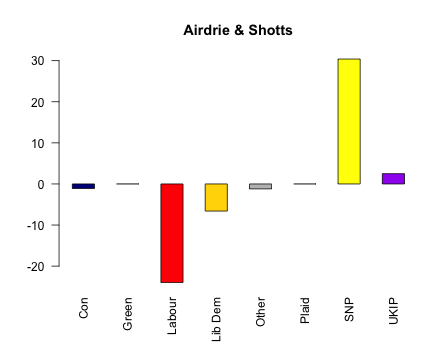 Airdrie & Shotts
30
20
10
0
-10
-20
Con
Green
Labour
Lib Dem
Other
Plaid
SNP
UKIP